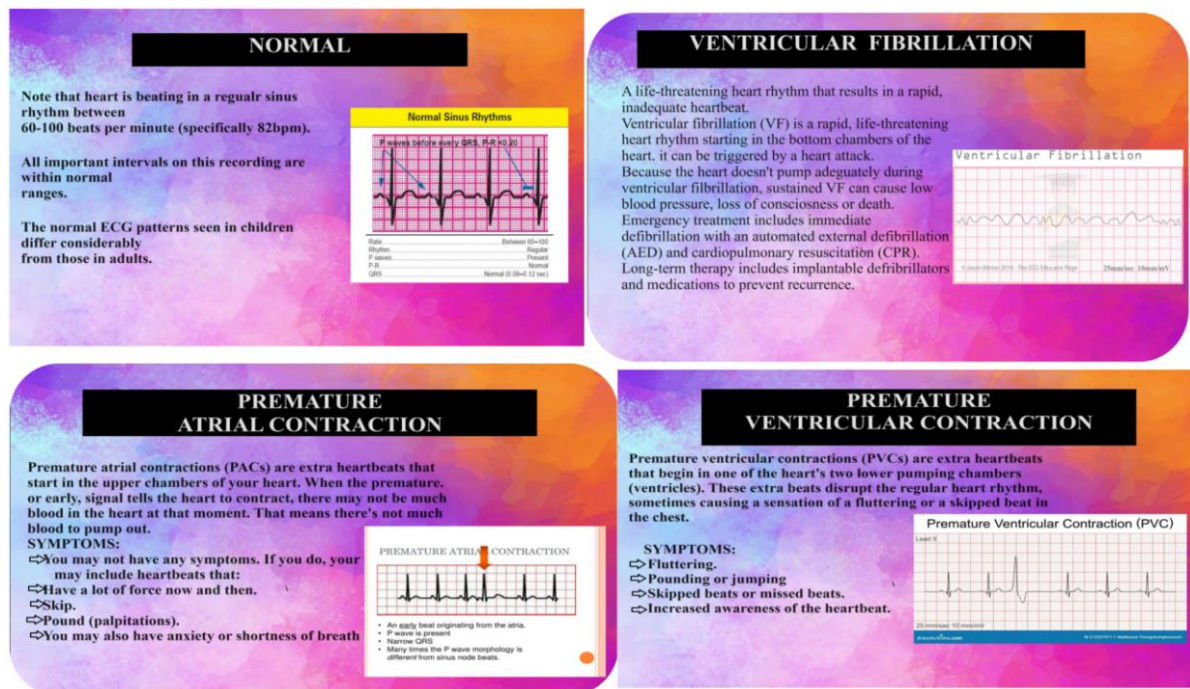 NORMAL
Note that heart is beating in a regualr sinus
rhythm between
60-100 beats per minute (specifically 82bpm).
All important intervals on this recording are
within normal
ranges.
The normal ECG patterns seen in children
differ considerably
from those in adults.
Normal Sinus Rhythms
P waves before every QRS, P-R <0.20
Rate Between 60-100
Rhythm Regular
P waves Present
P-R Normal
QRS Normal (0.08-0.12 sec)
VENTRICULAR FIBRILLATION
A life-threatening heart rhythm that results in a rapid,
inadequate heartbeat.
Ventricular fibrillation (VF) is a rapid, life-threatening
heart rhythm starting in the bottom chambers of the
heart. it can be triggered by a heart attack.
Because the heart doesn't pump adeguately during
ventricular filbrillation, sustained VF can cause low
blood pressure, loss of consciosness or death.
Emergency treatment includes immediate
defibrillation with an automated external defibrillation
(AED) and cardiopulmonary resuscitation (CPR).
Long-term therapy includes implantable defribrillators
and medications to prevent recurrence.
Ventricular Fibrillation
The ECG Educator Page
25mm/sec 10mm/mV
PREMATURE
ATRIAL CONTRACTION
Premature atrial contractions (PACs) are extra heartbeats that
start in the upper chambers of your heart. When the premature.
or early, signal tells the heart to contract, there may not be much
blood in the heart at that moment. That means there's not much
blood to pump out.
SYMPTOMS:
⇨You may not have any symptoms. If you do, your
may include heartbeats that:
⇨Have a lot of force now and then.
⇨Skip.
⇨Pound (palpitations).
⇨You may also have anxiety or shortness of breath
PREMATURE ATRIAL CONTRACTION
• An early beat originating from the atria.
• P wave is present
• Narrow QRS
• Many times the P wave morphology is
different from sinus node beats.
PREMATURE
VENTRICULAR CONTRACTION
Premature ventricular contractions (PVCs) are extra heartbeats
that begin in one of the heart's two lower pumping chambers
(ventricles). These extra beats disrupt the regular heart rhythm,
sometimes causing a sensation of a fluttering or a skipped beat in
the chest.
SYMPTOMS:
⇨Fluttering.
⇨Pounding or jumping
⇨Skipped beats or missed beats.
⇨Increased awareness of the heartbeat.
Premature Ventricular Contraction (PVC)
Lead II
25 mm/sec 10 mm/mV
dreamstime.com